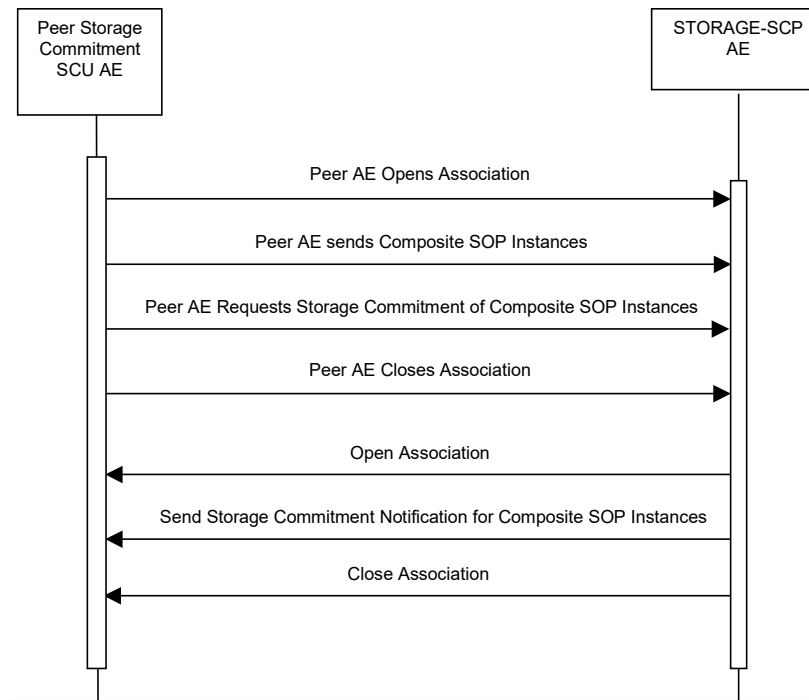 Peer Storage
Commitment
SCU AE
STORAGE-SCP
AE
Peer AE Opens Association
Peer AE sends Composite SOP Instances
Peer AE Requests Storage Commitment of Composite SOP Instances
Peer AE Closes Association
Open Association
Send Storage Commitment Notification for Composite SOP Instances
Close Association